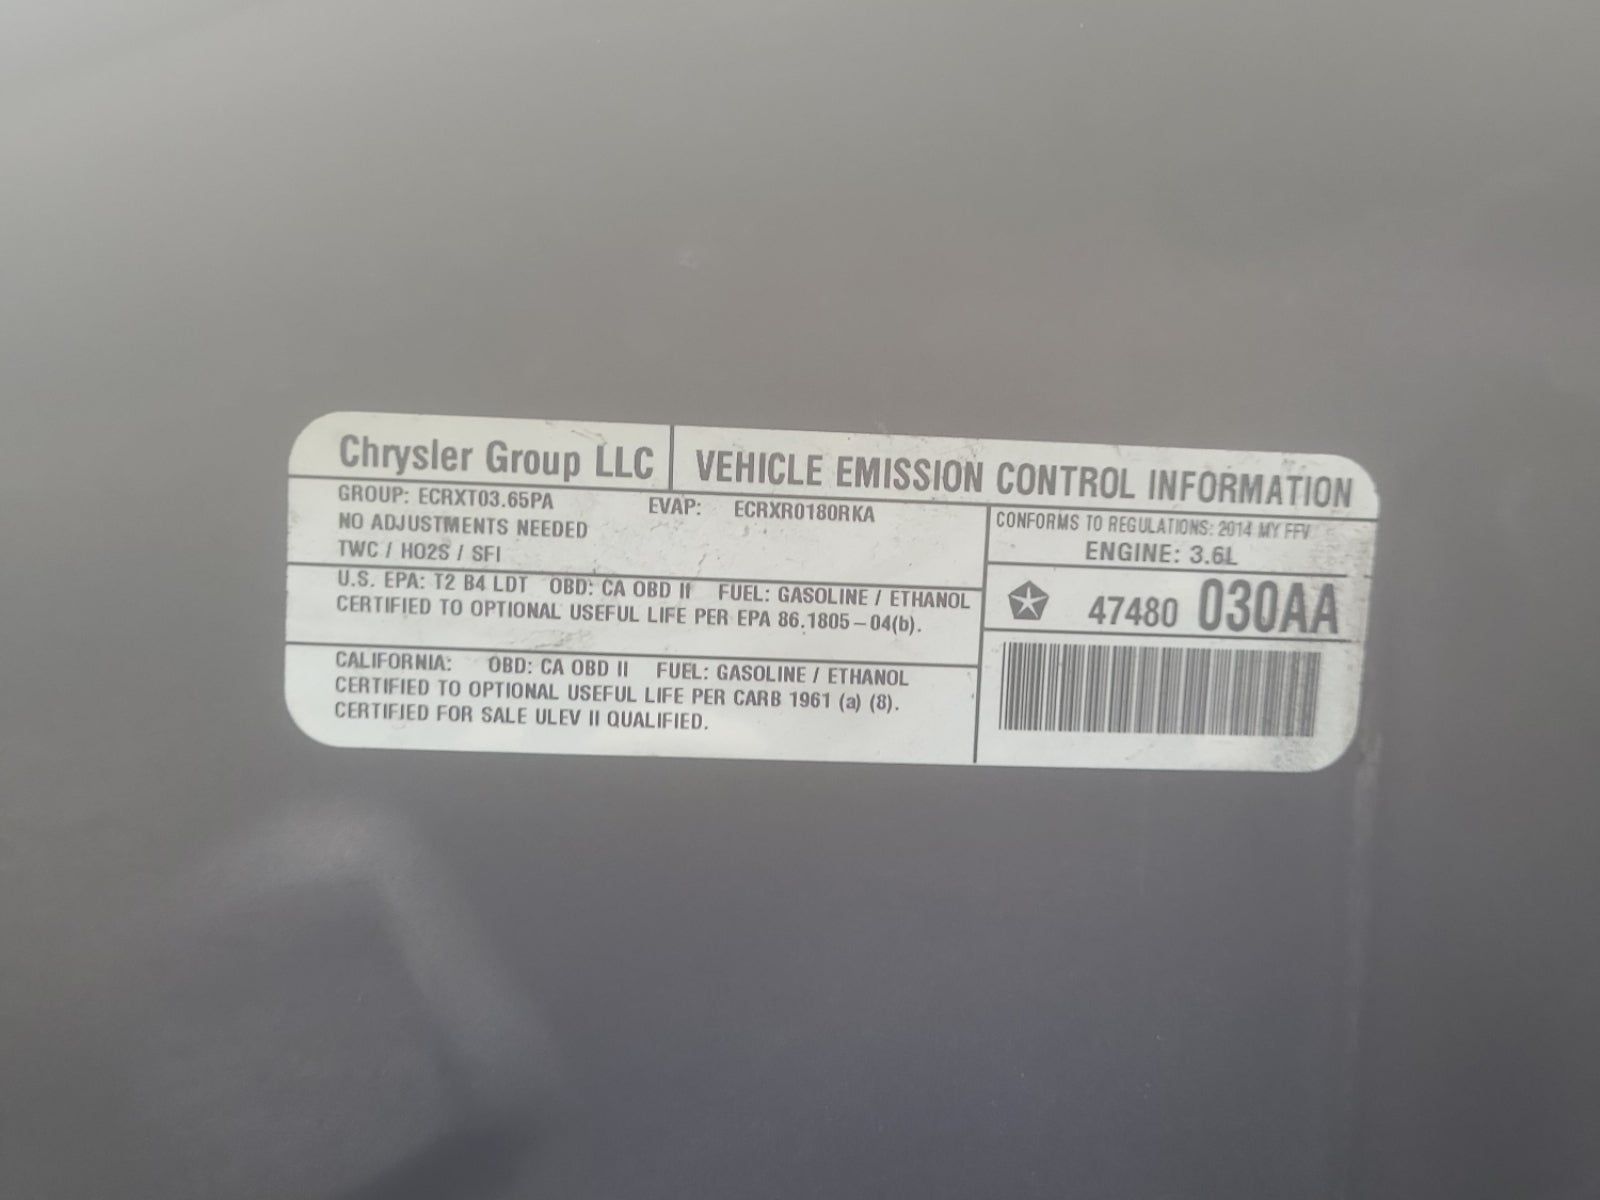 Chrysler Group LLC
VEHICLE EMISSION CONTROL INFORMATION
GROUP: ECRXT03.65PA EVAP: ECRXR0180RKA
NO ADJUSTMENTS NEEDED
TWC / HO2S / SFI
CONFORMS TO REGULATIONS: 2014 MY FFV
ENGINE: 3.6L
U.S. EPA: T2 B4 LDT OBD: CA OBD II FUEL: GASOLINE / ETHANOL
CERTIFIED TO OPTIONAL USEFUL LIFE PER EPA 86.1805-04(b).
47480 030AA
CALIFORNIA: OBD: CA OBD II FUEL: GASOLINE / ETHANOL
CERTIFIED TO OPTIONAL USEFUL LIFE PER CARB 1961 (a) (8).
CERTIFIED FOR SALE ULEV II QUALIFIED.